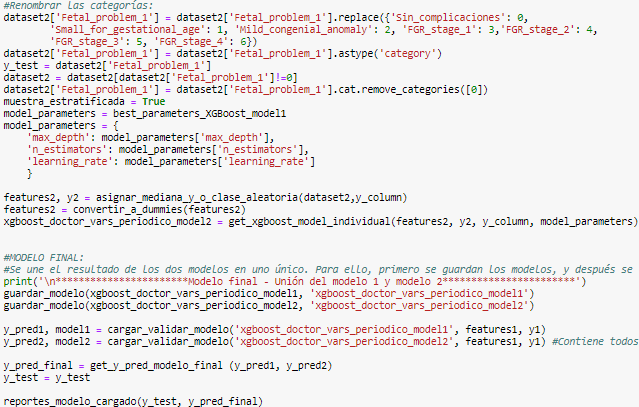 #Renombrar las categorías:
dataset2['Fetal_problem_1'] = dataset2['Fetal_problem_1'].replace({'Sin_complicaciones': 0,
'Small_for_gestational_age': 1, 'Mild_congenial_anomaly': 2, 'FGR_stage_1': 3,'FGR_stage_2': 4,
'FGR_stage_3': 5, 'FGR_stage_4': 6})
dataset2['Fetal_problem_1'] = dataset2['Fetal_problem_1'].astype('category')
y_test = dataset2['Fetal_problem_1']
dataset2 = dataset2[dataset2['Fetal_problem_1']!=0]
dataset2['Fetal_problem_1'] = dataset2['Fetal_problem_1'].cat.remove_categories([0])
muestra_estratificada = True
model_parameters = best_parameters_XGBoost_model1
model_parameters = {
'max_depth': model_parameters['max_depth'],
'n_estimators': model_parameters['n_estimators'],
'learning_rate': model_parameters['learning_rate']
}
features2, y2 = asignar_mediana_y_o_clase_aleatoria(dataset2,y_column)
features2 = convertir_a_dummies(features2)
xgboost_doctor_vars_periodico_model2 = get_xgboost_model_individual(features2, y2, y_column, model_parameters)
#MODELO FINAL:
#Se une el resultado de los dos modelos en uno único. Para ello, primero se guardan los modelos, y después se
print('\n***********************Modelo final - Unión del modelo 1 y modelo 2***********************')
guardar_modelo(xgboost_doctor_vars_periodico_model1, 'xgboost_doctor_vars_periodico_model1')
guardar_modelo(xgboost_doctor_vars_periodico_model2, 'xgboost_doctor_vars_periodico_model2')
y_pred1, model1 = cargar_validar_modelo('xgboost_doctor_vars_periodico_model1', features1, y1)
y_pred2, model2 = cargar_validar_modelo('xgboost_doctor_vars_periodico_model2', features1, y1) #Contiene todos
y_pred_final = get_y_pred_modelo_final (y_pred1, y_pred2)
y_test = y_test
reportes_modelo_cargado(y_test, y_pred_final)